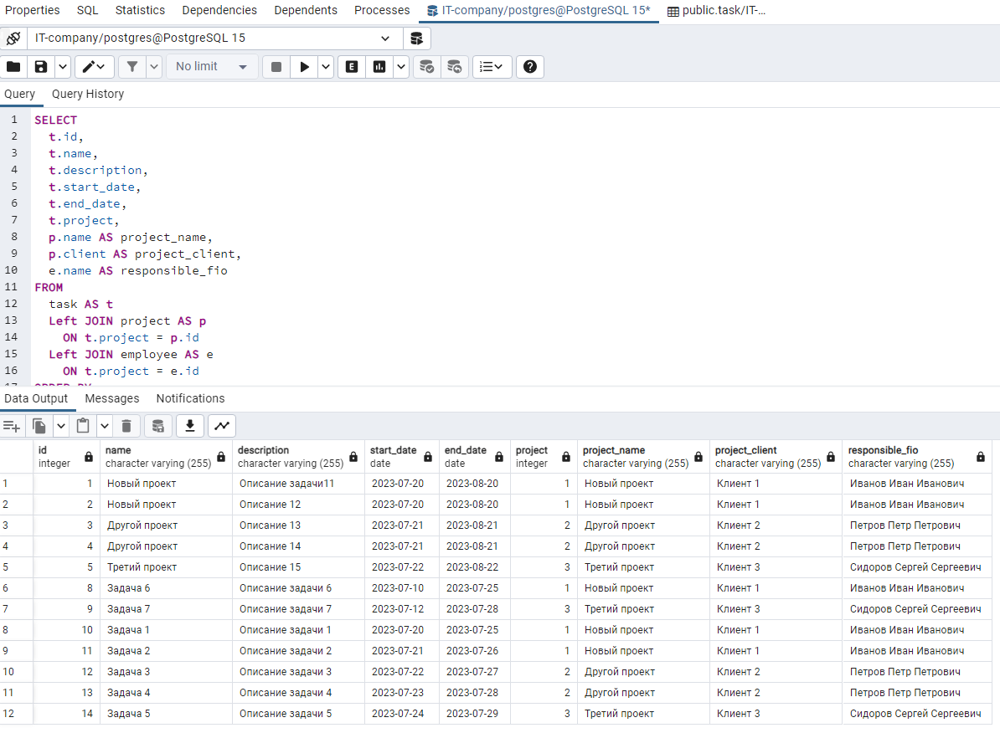 Properties SQL Statistics Dependencies Dependents Processes IT-company/postgres@PostgreSQL 15* public.task/IT-...
IT-company/postgres@PostgreSQL 15
No limit E
Query Query History
1 SELECT
2 t.id,
3 t.name,
4 t.description,
5 t.start_date,
6 t.end_date,
7 t.project,
8 p.name AS project_name,
9 p.client AS project_client,
10 e.name AS responsible_fio
11 FROM
12 task AS t
13 Left JOIN project AS p
14 ON t.project = p.id
15 Left JOIN employee AS e
16 ON t.project = e.id
17 ORDER BY
Data Output Messages Notifications
id name description start_date end_date project project_name project_client responsible_fio
integer character varying (255) character varying (255) date date integer character varying (255) character varying (255) character varying (255)
1 1 Новый проект Описание задачи11 2023-07-20 2023-08-20 1 Новый проект Клиент 1 Иванов Иван Иванович
2 2 Новый проект Описание 12 2023-07-20 2023-08-20 1 Новый проект Клиент 1 Иванов Иван Иванович
3 3 Другой проект Описание 13 2023-07-21 2023-08-21 2 Другой проект Клиент 2 Петров Петр Петрович
4 4 Другой проект Описание 14 2023-07-21 2023-08-21 2 Другой проект Клиент 2 Петров Петр Петрович
5 5 Третий проект Описание 15 2023-07-22 2023-08-22 3 Третий проект Клиент 3 Сидоров Сергей Сергеевич
6 8 Задача 6 Описание задачи 6 2023-07-10 2023-07-25 1 Новый проект Клиент 1 Иванов Иван Иванович
7 9 Задача 7 Описание задачи 7 2023-07-12 2023-07-28 3 Третий проект Клиент 3 Сидоров Сергей Сергеевич
8 10 Задача 1 Описание задачи 1 2023-07-20 2023-07-25 1 Новый проект Клиент 1 Иванов Иван Иванович
9 11 Задача 2 Описание задачи 2 2023-07-21 2023-07-26 1 Новый проект Клиент 1 Иванов Иван Иванович
10 12 Задача 3 Описание задачи 3 2023-07-22 2023-07-27 2 Другой проект Клиент 2 Петров Петр Петрович
11 13 Задача 4 Описание задачи 4 2023-07-23 2023-07-28 2 Другой проект Клиент 2 Петров Петр Петрович
12 14 Задача 5 Описание задачи 5 2023-07-24 2023-07-29 3 Третий проект Клиент 3 Сидоров Сергей Сергеевич